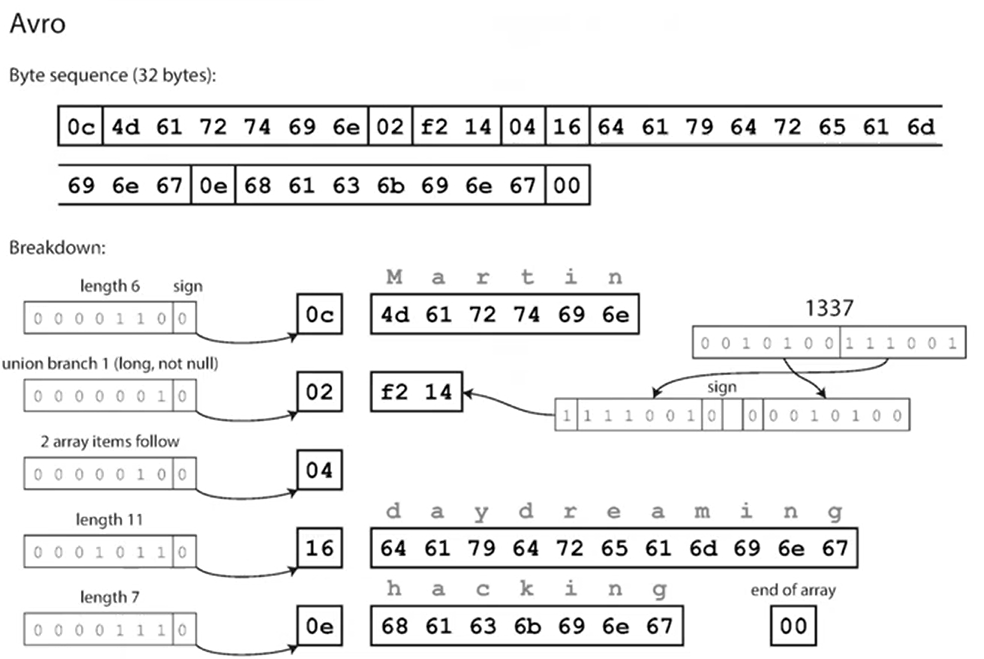 Avro
Byte sequence (32 bytes):
0c 4d 61 72 74 69 6e 02 f2 14 04 16 64 61 79 64 72 65 61 6d
69 6e 67 0e 68 61 63 6b 69 6e 67 00
Breakdown:
length 6 sign
0 0 0 0 1 1 0 0
0c
M a r t i n
4d 61 72 74 69 6e
1337
0 0 1 0 1 0 0 1 1 1 0 0 1
union branch 1 (long, not null)
0 0 0 0 0 0 1 0
02
f2 14
sign
1 1 1 1 0 0 1 0 0 0 0 1 0 1 0 0
2 array items follow
0 0 0 0 0 1 0 0
04
length 11
0 0 0 1 0 1 1 0
16
d a y d r e a m i n g
64 61 79 64 72 65 61 6d 69 6e 67
length 7
0 0 0 0 1 1 1 0
0e
h a c k i n g
68 61 63 6b 69 6e 67
end of array
00